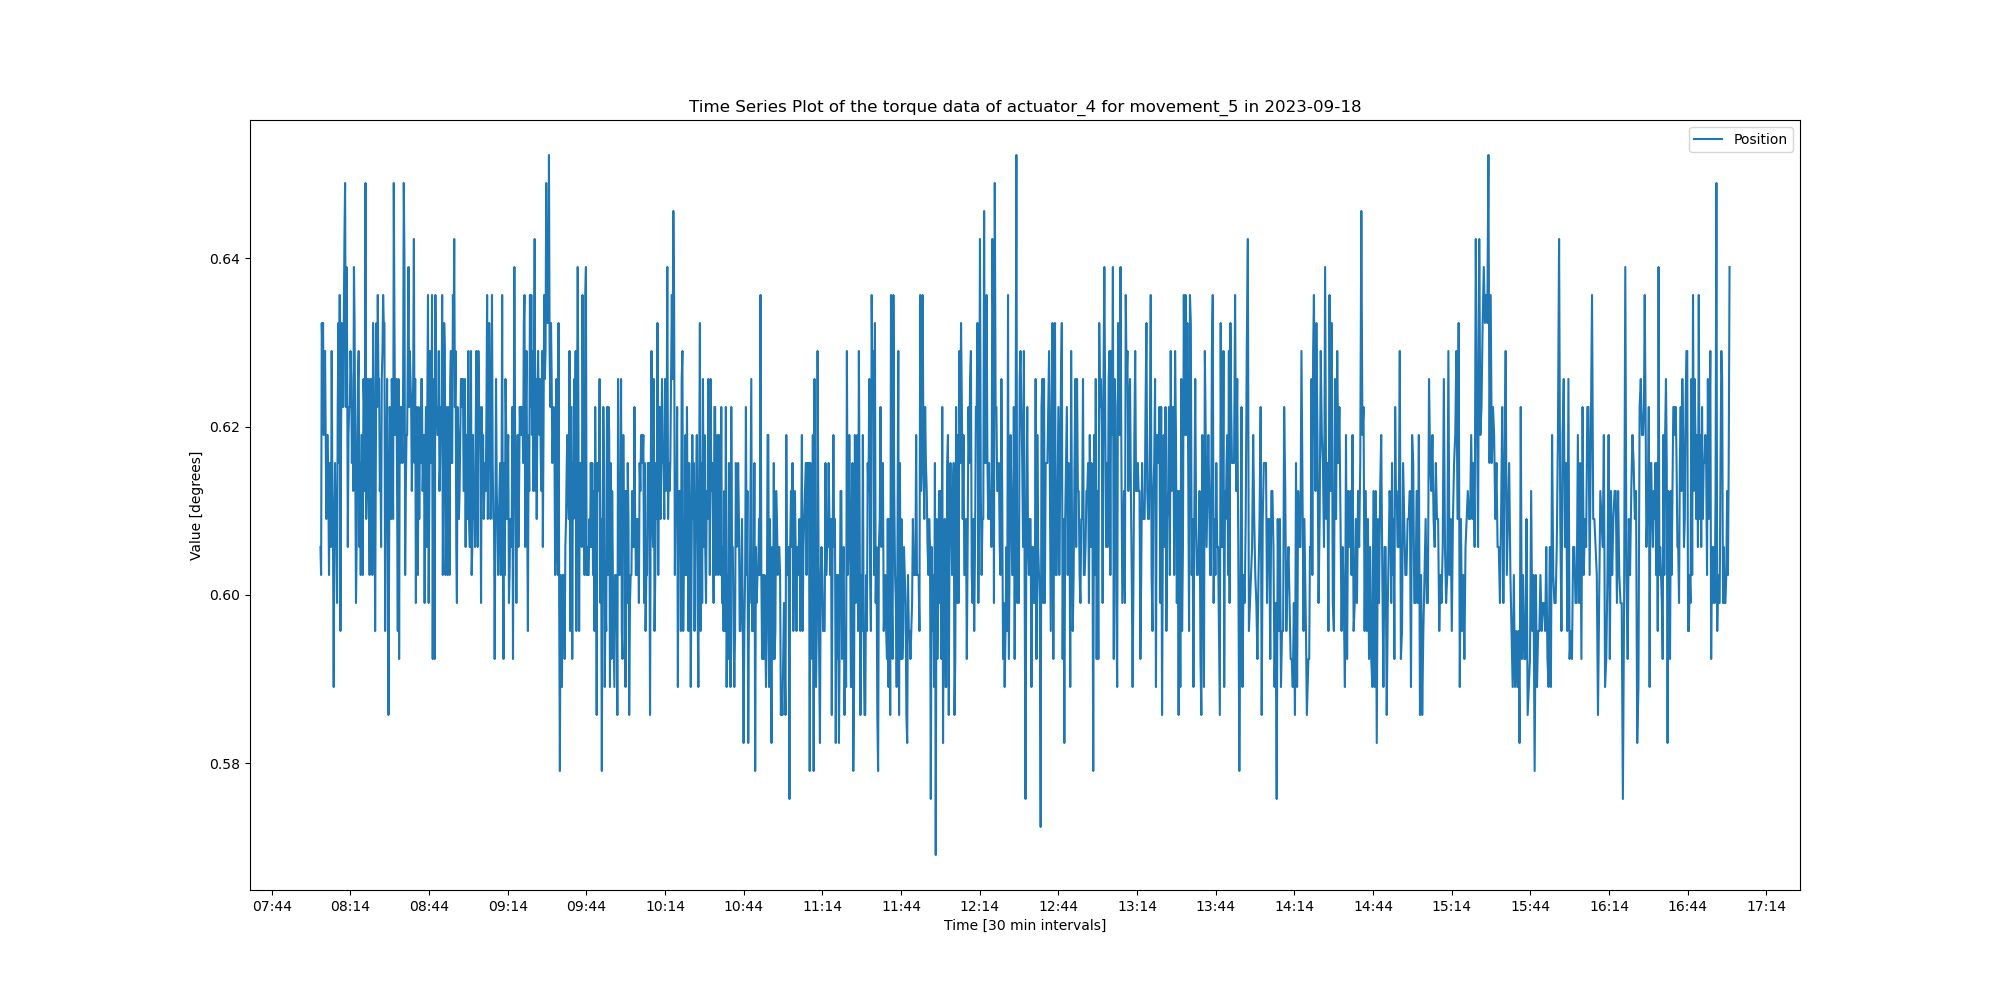 Time Series Plot of the torque data of actuator_4 for movement_5 in 2023-09-18
Position
Value [degrees]
0.64
0.62
0.60
0.58
07:44 08:14 08:44 09:14 09:44 10:14 10:44 11:14 11:44 12:14 12:44 13:14 13:44 14:14 14:44 15:14 15:44 16:14 16:44 17:14
Time [30 min intervals]